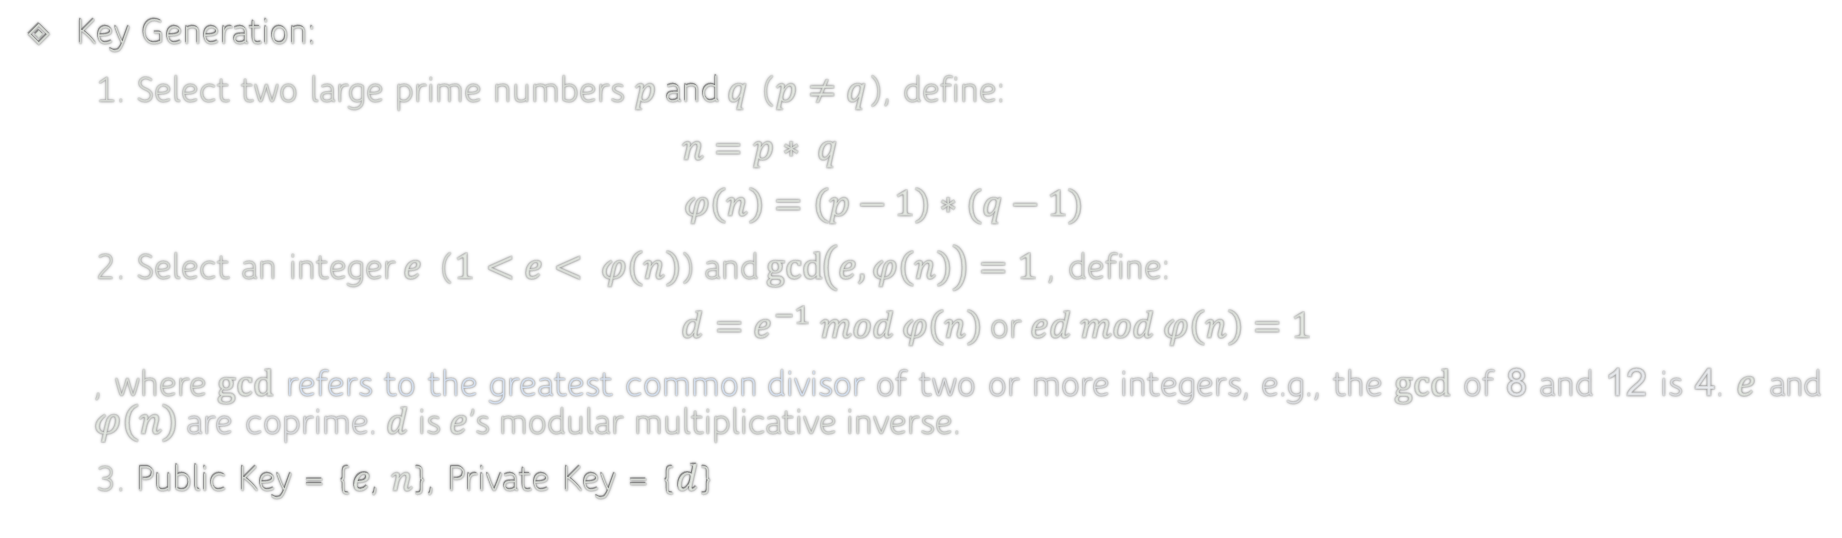 Key Generation:
1. Select two large prime numbers p and q (p ≠ q), define:
n = p * q
φ(n) = (p − 1) * (q − 1)
2. Select an integer e (1 < e < φ(n)) and gcd(e, φ(n)) = 1 , define:
d = e⁻¹ mod φ(n) or ed mod φ(n) = 1
, where gcd refers to the greatest common divisor of two or more integers, e.g., the gcd of 8 and 12 is 4. e and
φ(n) are coprime. d is e's modular multiplicative inverse.
3. Public Key = {e, n}, Private Key = {d}